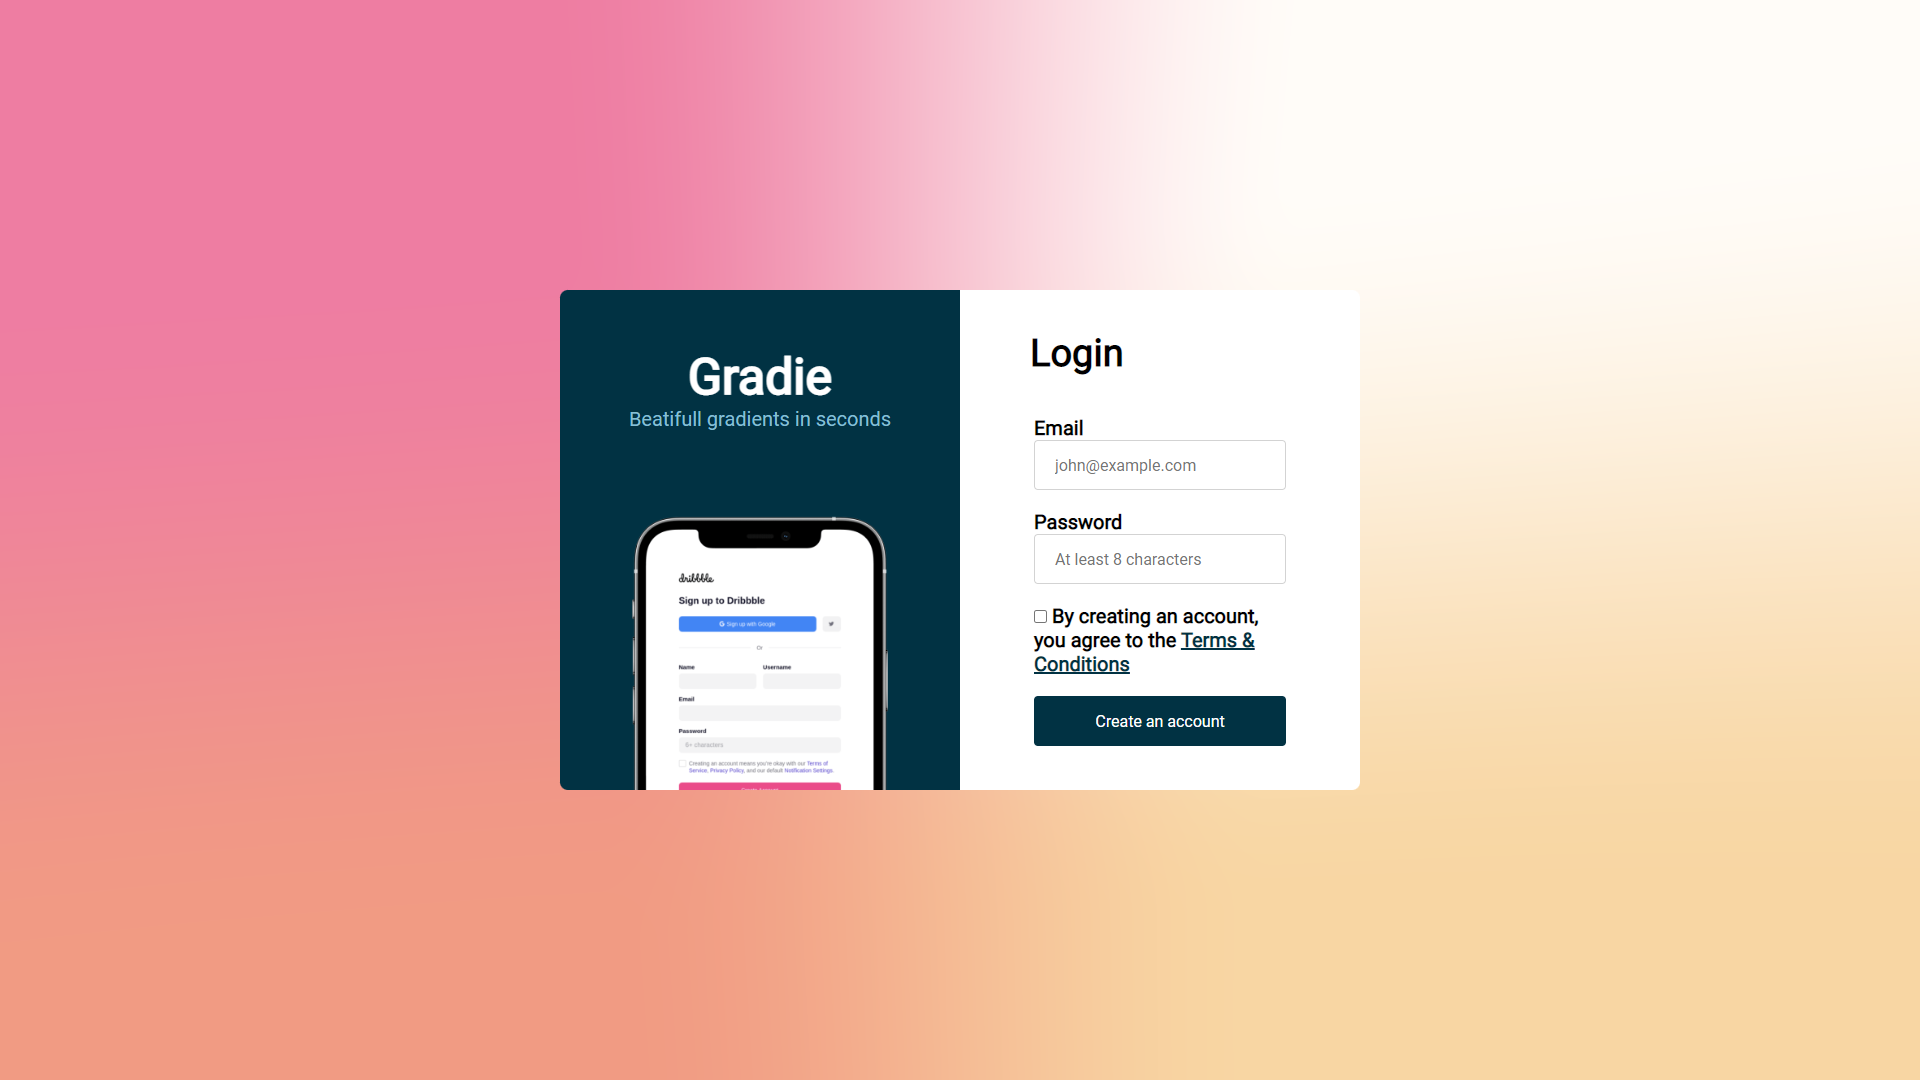 Gradie
Beatifull gradients in seconds
dribbble
Sign up to Dribbble
Sign up with Google
Or
Name Username
Email
Password
6+ characters
Creating an account means you're okay with our Terms of
Service, Privacy Policy, and our default Notification Settings.
Login
Email
john@example.com
Password
At least 8 characters
By creating an account,
you agree to the Terms &
Conditions
Create an account